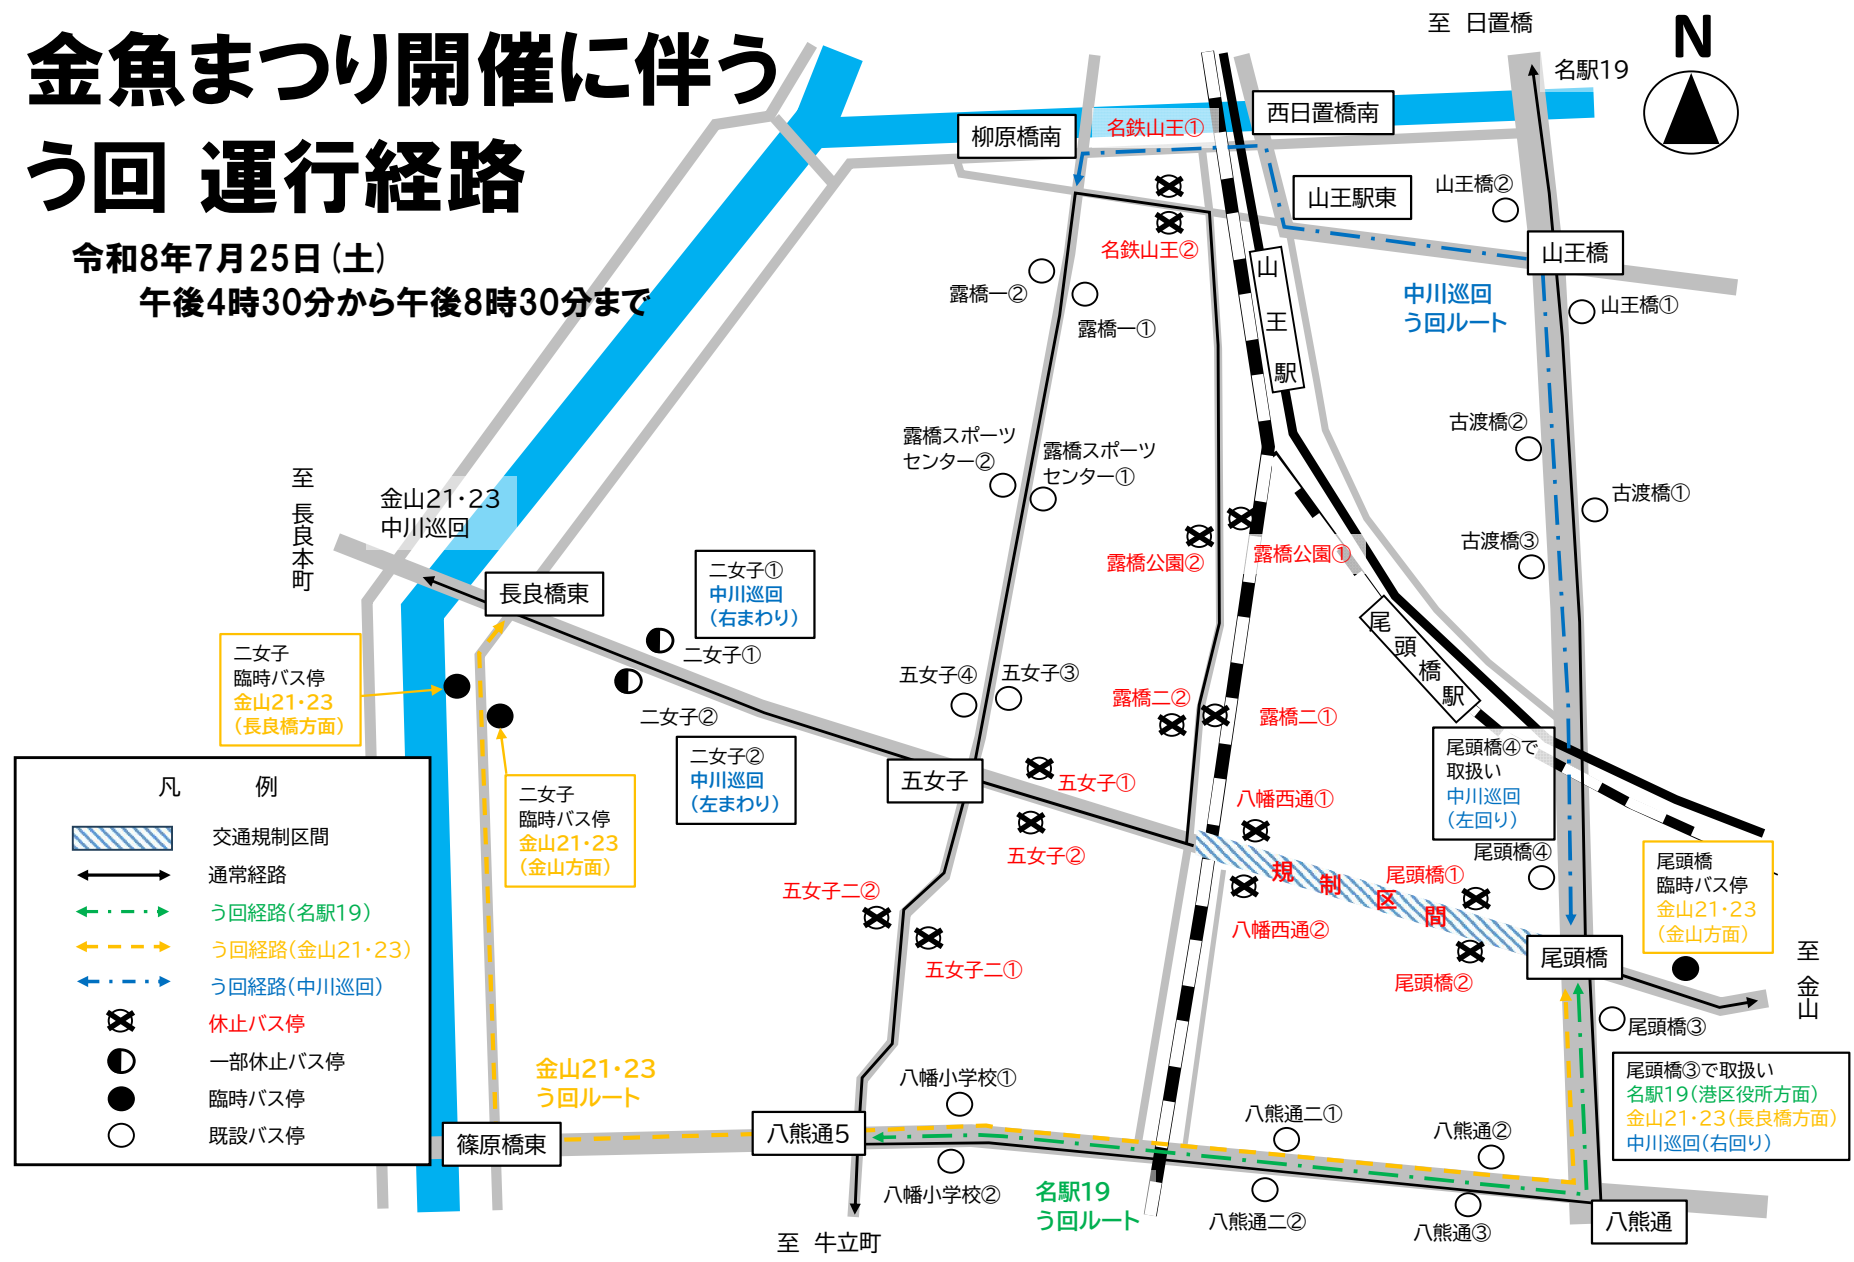 金魚まつり開催に伴う
う回 運行経路
令和8年7月25日(土)
午後4時30分から午後8時30分まで
至 日置橋
N
名駅19
柳原橋南
名鉄山王①
西日置橋南
山王駅東
山王橋②
名鉄山王②
山王橋
露橋一②
露橋一①
山王駅
中川巡回
う回ルート
山王橋①
露橋スポーツ
センター②
露橋スポーツ
センター①
古渡橋②
古渡橋①
古渡橋③
至 長良本町
金山21・23
中川巡回
長良橋東
露橋公園②
露橋公園①
二女子①
中川巡回
(右まわり)
二女子①
二女子②
尾頭橋駅
二女子
臨時バス停
金山21・23
(長良橋方面)
五女子④
五女子③
露橋二②
露橋二①
二女子②
中川巡回
(左まわり)
二女子
臨時バス停
金山21・23
(金山方面)
五女子
五女子①
五女子②
八幡西通①
尾頭橋④で
取扱い
中川巡回
(左回り)
尾頭橋④
尾頭橋
臨時バス停
金山21・23
(金山方面)
五女子二②
五女子二①
規制区間
尾頭橋①
八幡西通②
尾頭橋②
尾頭橋
至 金山
尾頭橋③
尾頭橋③で取扱い
名駅19(港区役所方面)
金山21・23(長良橋方面)
中川巡回(右回り)
凡 例
交通規制区間
通常経路
う回経路(名駅19)
う回経路(金山21・23)
う回経路(中川巡回)
休止バス停
一部休止バス停
臨時バス停
既設バス停
金山21・23
う回ルート
篠原橋東
八熊通5
八幡小学校①
八幡小学校②
名駅19
う回ルート
八熊通二①
八熊通二②
八熊通②
八熊通③
八熊通
至 牛立町